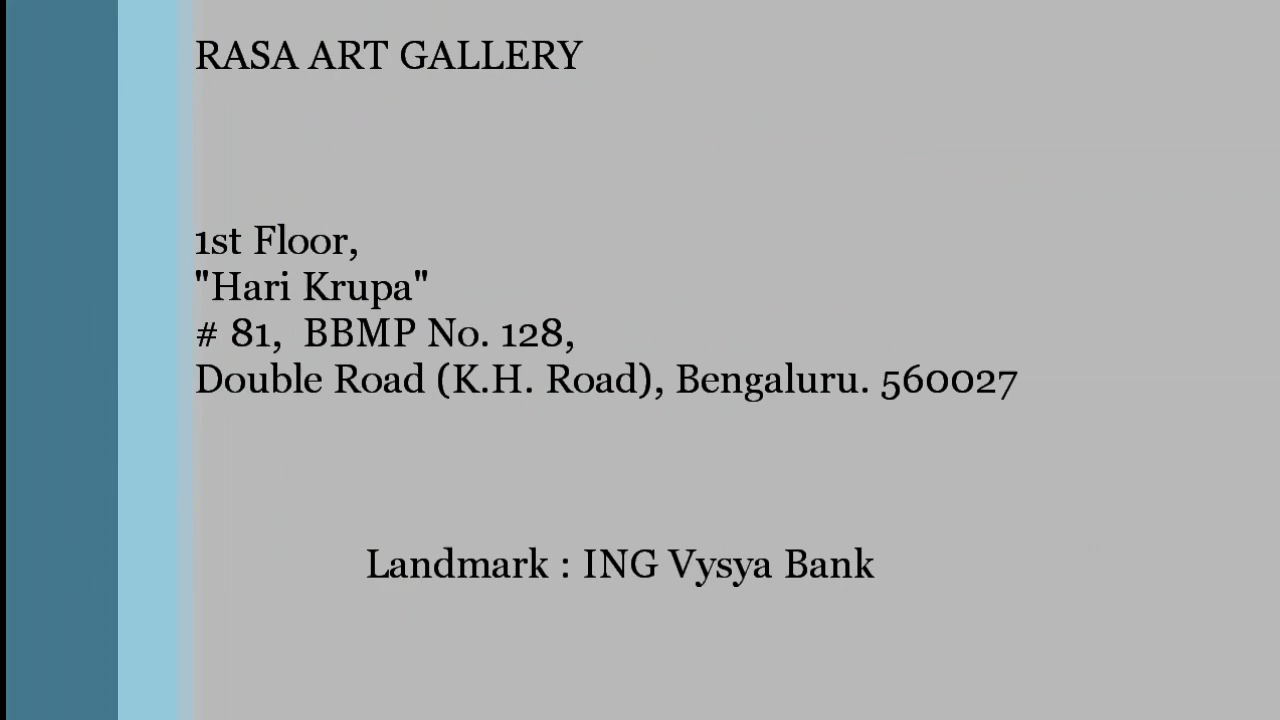 RASA ART GALLERY
1st Floor,
"Hari Krupa"
# 81,  BBMP No. 128,
Double Road (K.H. Road), Bengaluru. 560027
Landmark : ING Vysya Bank